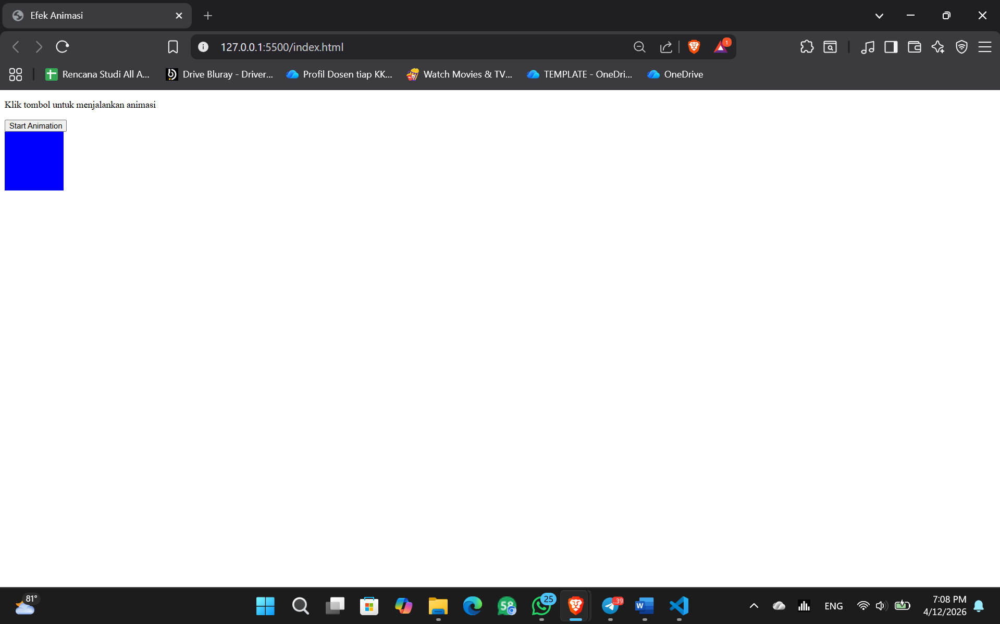 Efek Animasi
127.0.0.1:5500/index.html
1
Rencana Studi All A...
Drive Bluray - Driver...
Profil Dosen tiap KK...
Watch Movies & TV...
TEMPLATE - OneDri...
OneDrive
Klik tombol untuk menjalankan animasi
Start Animation
81°
58
25
..39
W
ENG
7:08 PM
4/12/2026